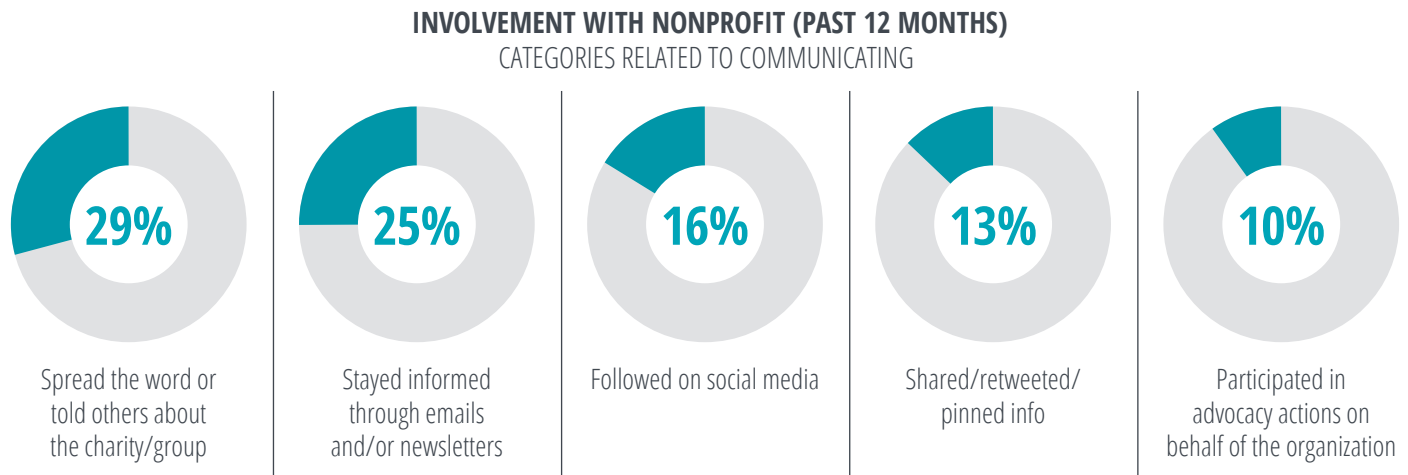 INVOLVEMENT WITH NONPROFIT (PAST 12 MONTHS)
CATEGORIES RELATED TO COMMUNICATING
29%
Spread the word or
told others about
the charity/group
25%
Stayed informed
through emails
and/or newsletters
16%
Followed on social media
13%
Shared/retweeted/
pinned info
10%
Participated in
advocacy actions on
behalf of the organization